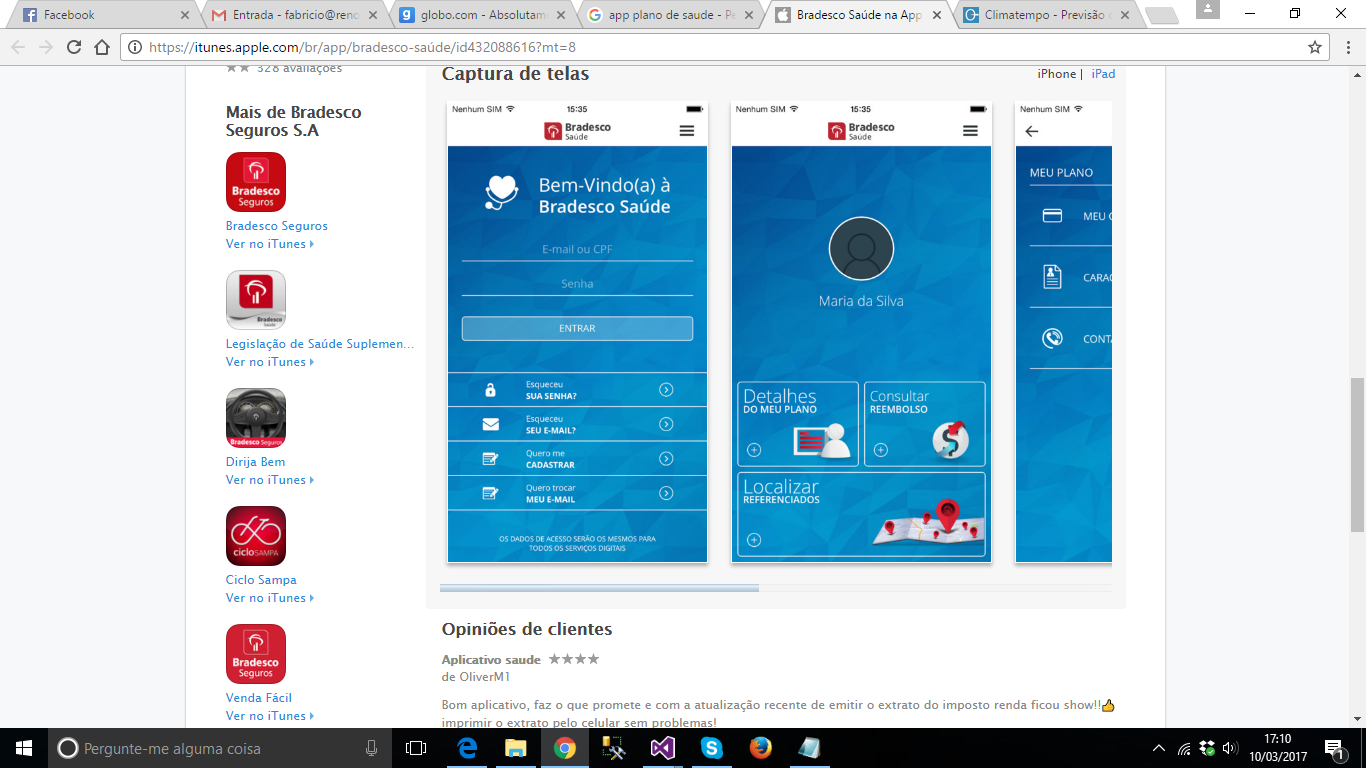 Facebook
Entrada - fabricio@reno
globo.com - Absolutam
app plano de saude - Pe
Bradesco Saúde na App
Climatempo - Previsão
https://itunes.apple.com/br/app/bradesco-saúde/id432088616?mt=8
328 avaliações
Mais de Bradesco
Seguros S.A
Bradesco
Seguros
Bradesco Seguros
Ver no iTunes
Bradesco
Saúde
Legislação de Saúde Suplemen...
Ver no iTunes
Bradesco Seguros
Dirija Bem
Ver no iTunes
cicloSAMPA
Ciclo Sampa
Ver no iTunes
Bradesco
Seguros
Venda Fácil
Ver no iTunes
Captura de telas
iPhone | iPad
Nenhum SIM 15:35
Bradesco
Saúde
Bem-Vindo(a) à
Bradesco Saúde
E-mail ou CPF
Senha
ENTRAR
Esqueceu
SUA SENHA?
Esqueceu
SEU E-MAIL?
Quero me
CADASTRAR
Quero trocar
MEU E-MAIL
OS DADOS DE ACESSO SERÃO OS MESMOS PARA
TODOS OS SERVIÇOS DIGITAIS
Nenhum SIM 15:35
Bradesco
Saúde
Maria da Silva
Detalhes
DO MEU PLANO
Consultar
REEMBOLSO
Localizar
REFERENCIADOS
Nenhum SIM
MEU PLANO
MEU C
CARAC
CONTA
Opiniões de clientes
Aplicativo saude ★★★★
de OliverM1
Bom aplicativo, faz o que promete e com a atualização recente de emitir o extrato do imposto renda ficou show!!👍
imprimir o extrato pelo celular sem problemas!
Pergunte-me alguma coisa
17:10
10/03/2017
1